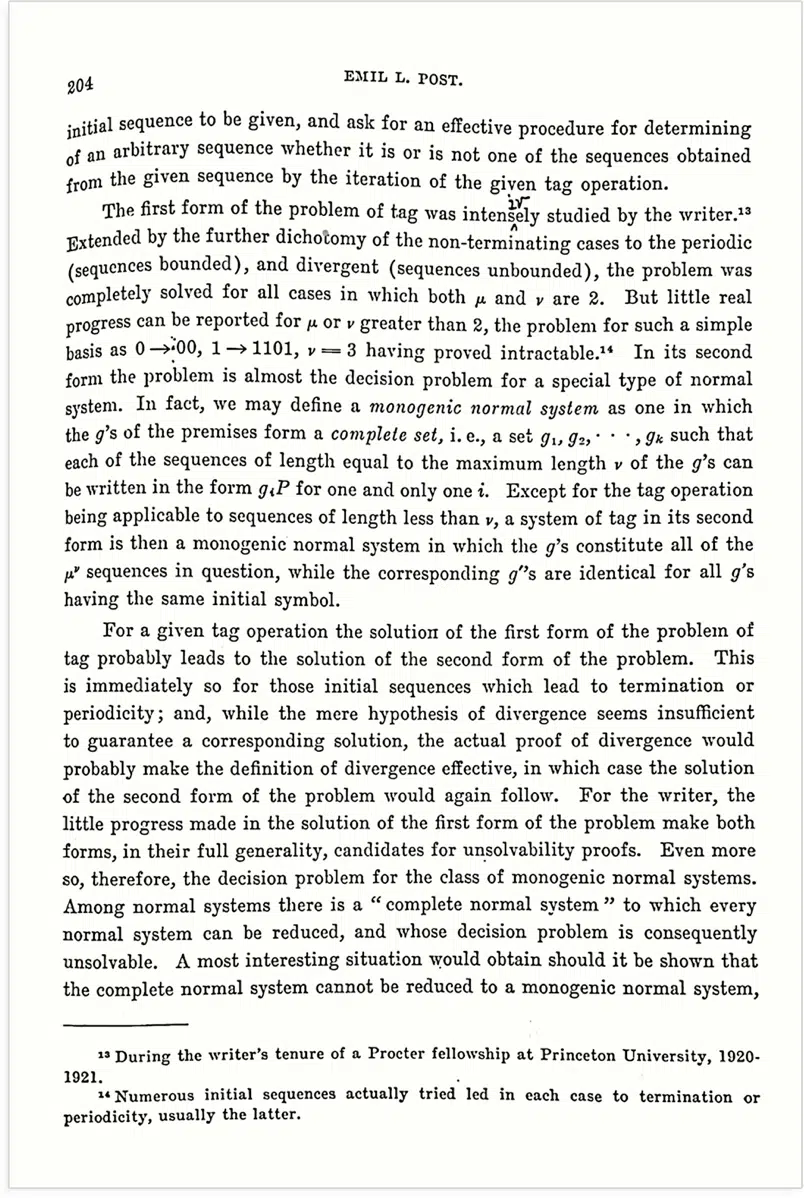 204
EMIL L. POST.
initial sequence to be given, and ask for an effective procedure for determining
of an arbitrary sequence whether it is or is not one of the sequences obtained
from the given sequence by the iteration of the given tag operation.
iv
The first form of the problem of tag was intensely studied by the writer.¹³
Extended by the further dichotomy of the non-terminating cases to the periodic
(sequences bounded), and divergent (sequences unbounded), the problem was
completely solved for all cases in which both μ and ν are 2. But little real
progress can be reported for μ or ν greater than 2, the problem for such a simple
basis as 0 → 00, 1 → 1101, ν = 3 having proved intractable.¹⁴ In its second
form the problem is almost the decision problem for a special type of normal
system. In fact, we may define a monogenic normal system as one in which
the g's of the premises form a complete set, i. e., a set g₁, g₂, · · · , gₖ such that
each of the sequences of length equal to the maximum length ν of the g's can
be written in the form gᵢP for one and only one i. Except for the tag operation
being applicable to sequences of length less than ν, a system of tag in its second
form is then a monogenic normal system in which the g's constitute all of the
μ^ν sequences in question, while the corresponding g″s are identical for all g's
having the same initial symbol.
For a given tag operation the solution of the first form of the problem of
tag probably leads to the solution of the second form of the problem. This
is immediately so for those initial sequences which lead to termination or
periodicity; and, while the mere hypothesis of divergence seems insufficient
to guarantee a corresponding solution, the actual proof of divergence would
probably make the definition of divergence effective, in which case the solution
of the second form of the problem would again follow. For the writer, the
little progress made in the solution of the first form of the problem make both
forms, in their full generality, candidates for unsolvability proofs. Even more
so, therefore, the decision problem for the class of monogenic normal systems.
Among normal systems there is a “ complete normal system ” to which every
normal system can be reduced, and whose decision problem is consequently
unsolvable. A most interesting situation would obtain should it be shown that
the complete normal system cannot be reduced to a monogenic normal system,
¹³ During the writer's tenure of a Procter fellowship at Princeton University, 1920-
1921.
¹⁴ Numerous initial sequences actually tried led in each case to termination or
periodicity, usually the latter.